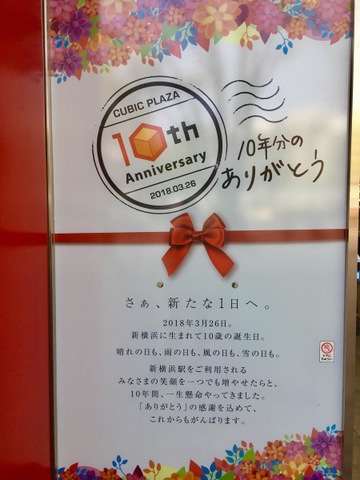 CUBIC PLAZA
10th
Anniversary
2018.03.26
10年分の
ありがとう
さぁ、新たな1日へ。
2018年3月26日。
新横浜に生まれて10歳の誕生日。
晴れの日も、雨の日も、風の日も、雪の日も。
新横浜駅をご利用される
みなさまの笑顔を一つでも増やせたらと、
10年間、一生懸命やってきました。
「ありがとう」の感謝を込めて、
これからもがんばります。